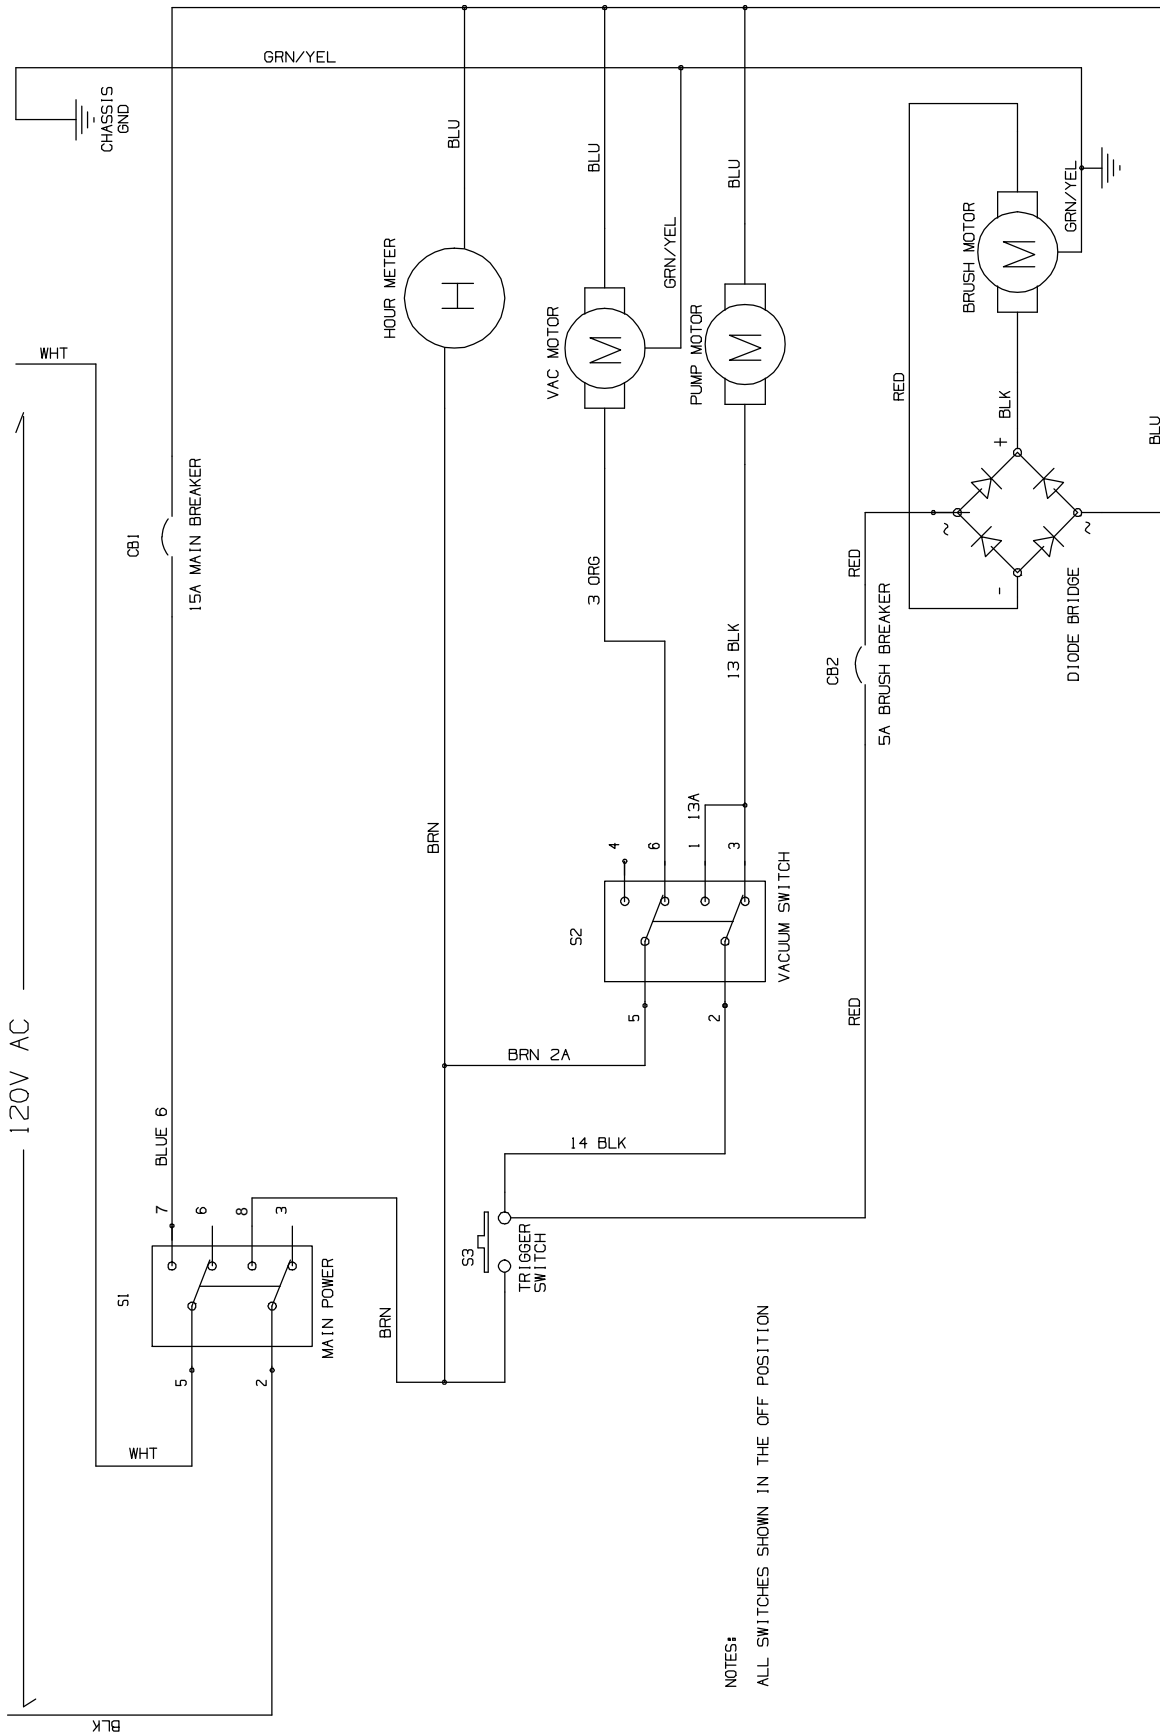 120V AC
BLK
WHT
WHT
CHASSIS
GND
GRN/YEL
S1
MAIN POWER
5
2
7
6
8
3
BLUE 6
CB1
15A MAIN BREAKER
BRN
BRN
HOUR METER
H
BLU
S3
TRIGGER
SWITCH
14 BLK
BRN 2A
S2
VACUUM SWITCH
5
2
4
6
1
3
13A
3 ORG
VAC MOTOR
M
BLU
GRN/YEL
13 BLK
PUMP MOTOR
M
BLU
RED
CB2
5A BRUSH BREAKER
RED
RED
DIODE BRIDGE
~
~
-
+
BLK
BRUSH MOTOR
M
GRN/YEL
BLU
NOTES:
ALL SWITCHES SHOWN IN THE OFF POSITION